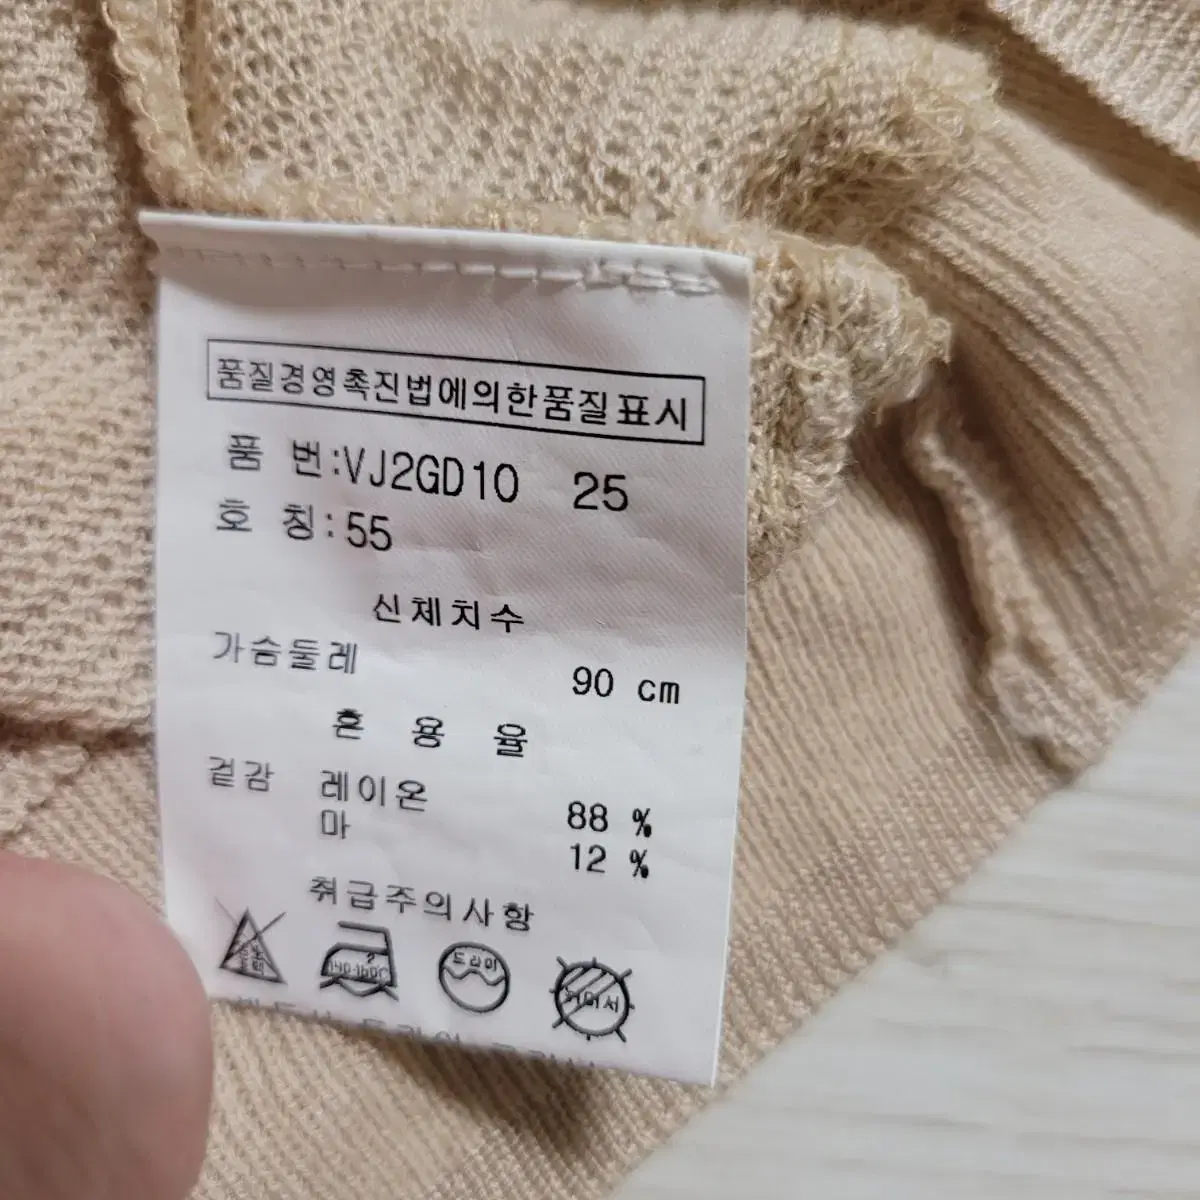 품질경영촉진법에의한품질표시
품 번:VJ2GD10 25
호 칭:55
신체치수
가슴둘레 90 cm
혼 용 율
겉감 레이온 88 %
마 12 %
취급주의사항
드라이